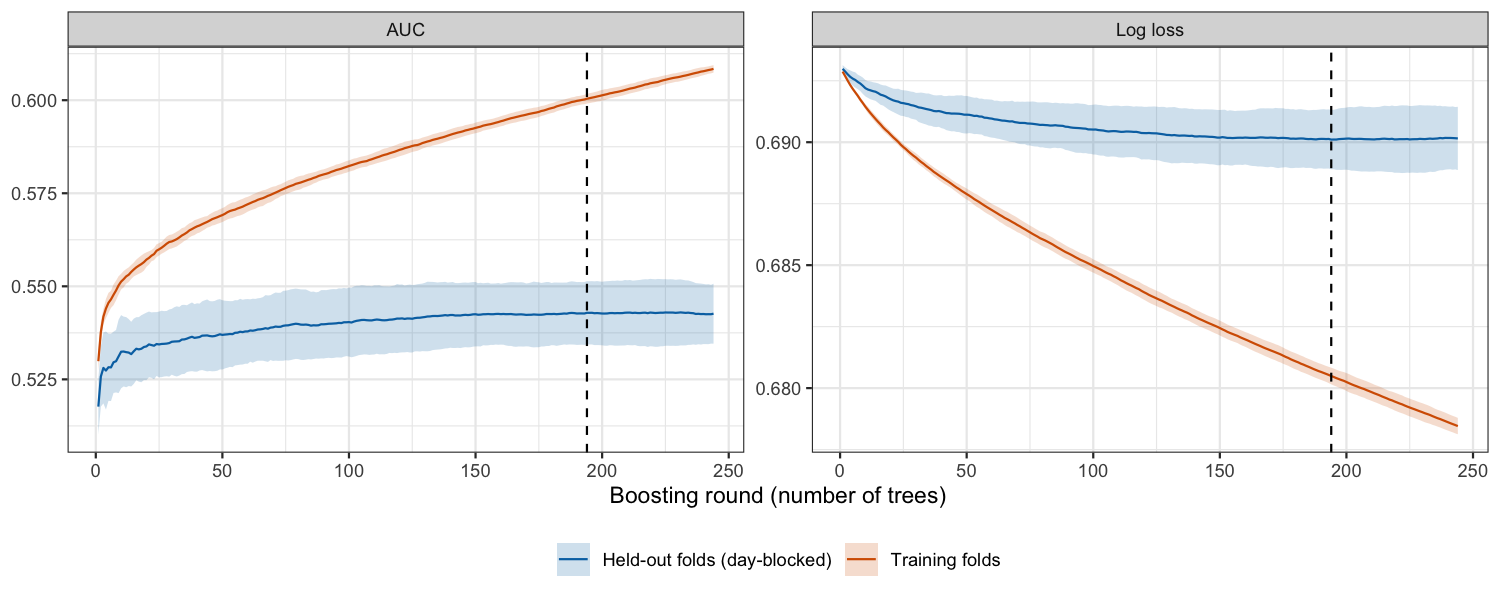 AUC
Log loss
0.600
0.575
0.550
0.525
0.690
0.685
0.680
0 50 100 150 200 250
0 50 100 150 200 250
Boosting round (number of trees)
Held-out folds (day-blocked) Training folds